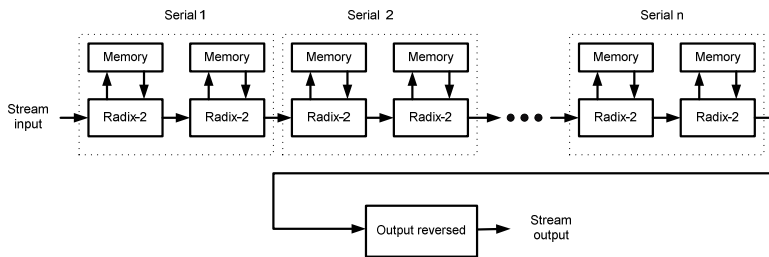 Serial 1
Serial 2
Serial n
Memory
Memory
Memory
Memory
Memory
Memory
Stream
input
Radix-2
Radix-2
Radix-2
Radix-2
Radix-2
Radix-2
Output reversed
Stream
output